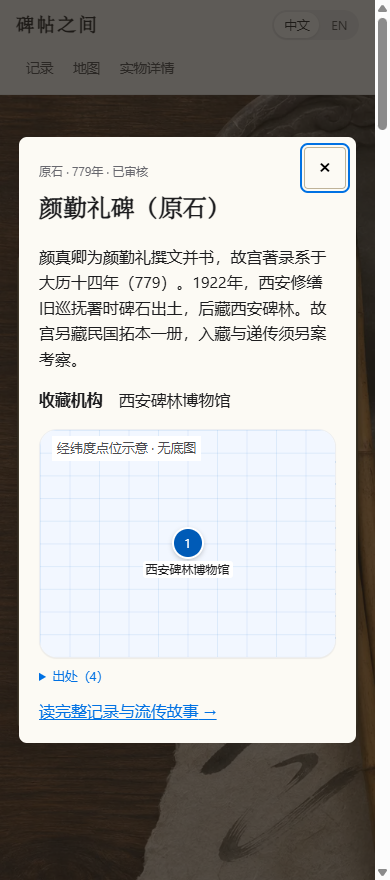 碑帖之间
中文 EN
记录 地图 实物详情
×
原石 · 779年 · 已审核
颜勤礼碑（原石）
颜真卿为颜勤礼撰文并书，故宫著录系于
大历十四年（779）。1922年，西安修缮
旧巡抚署时碑石出土，后藏西安碑林。故
宫另藏民国拓本一册，入藏与递传须另案
考察。
收藏机构 西安碑林博物馆
经纬度点位示意 · 无底图
1
西安碑林博物馆
▶ 出处（4）
读完整记录与流传故事 →